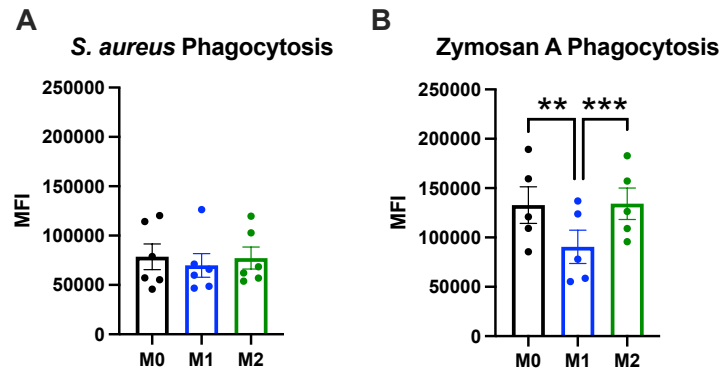 A
S. aureus Phagocytosis
250000
200000
150000
100000
50000
0
MFI
M0 M1 M2
B
Zymosan A Phagocytosis
250000
200000
150000
100000
50000
0
MFI
** ***
M0 M1 M2